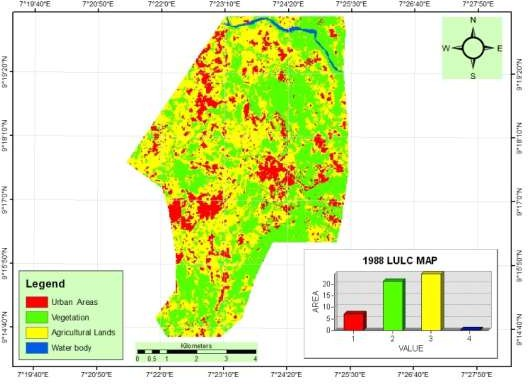 7°19'40"E 7°20'50"E 7°22'0"E 7°23'10"E 7°24'20"E 7°25'30"E 7°26'40"E 7°27'50"E
N
W E
S
9°19'20"N 9°19'20"N
9°18'10"N 9°18'10"N
9°17'0"N 9°17'0"N
9°15'50"N 9°15'50"N
9°14'40"N 9°14'40"N
Legend
Urban Areas
Vegetation
Agricultural Lands
Water body
Kilometers
0 0.5 1 2 3 4
1988 LULC MAP
AREA
20
15
10
5
0
1 2 3 4
VALUE
7°19'40"E 7°20'50"E 7°22'0"E 7°23'10"E 7°24'20"E 7°25'30"E 7°26'40"E 7°27'50"E